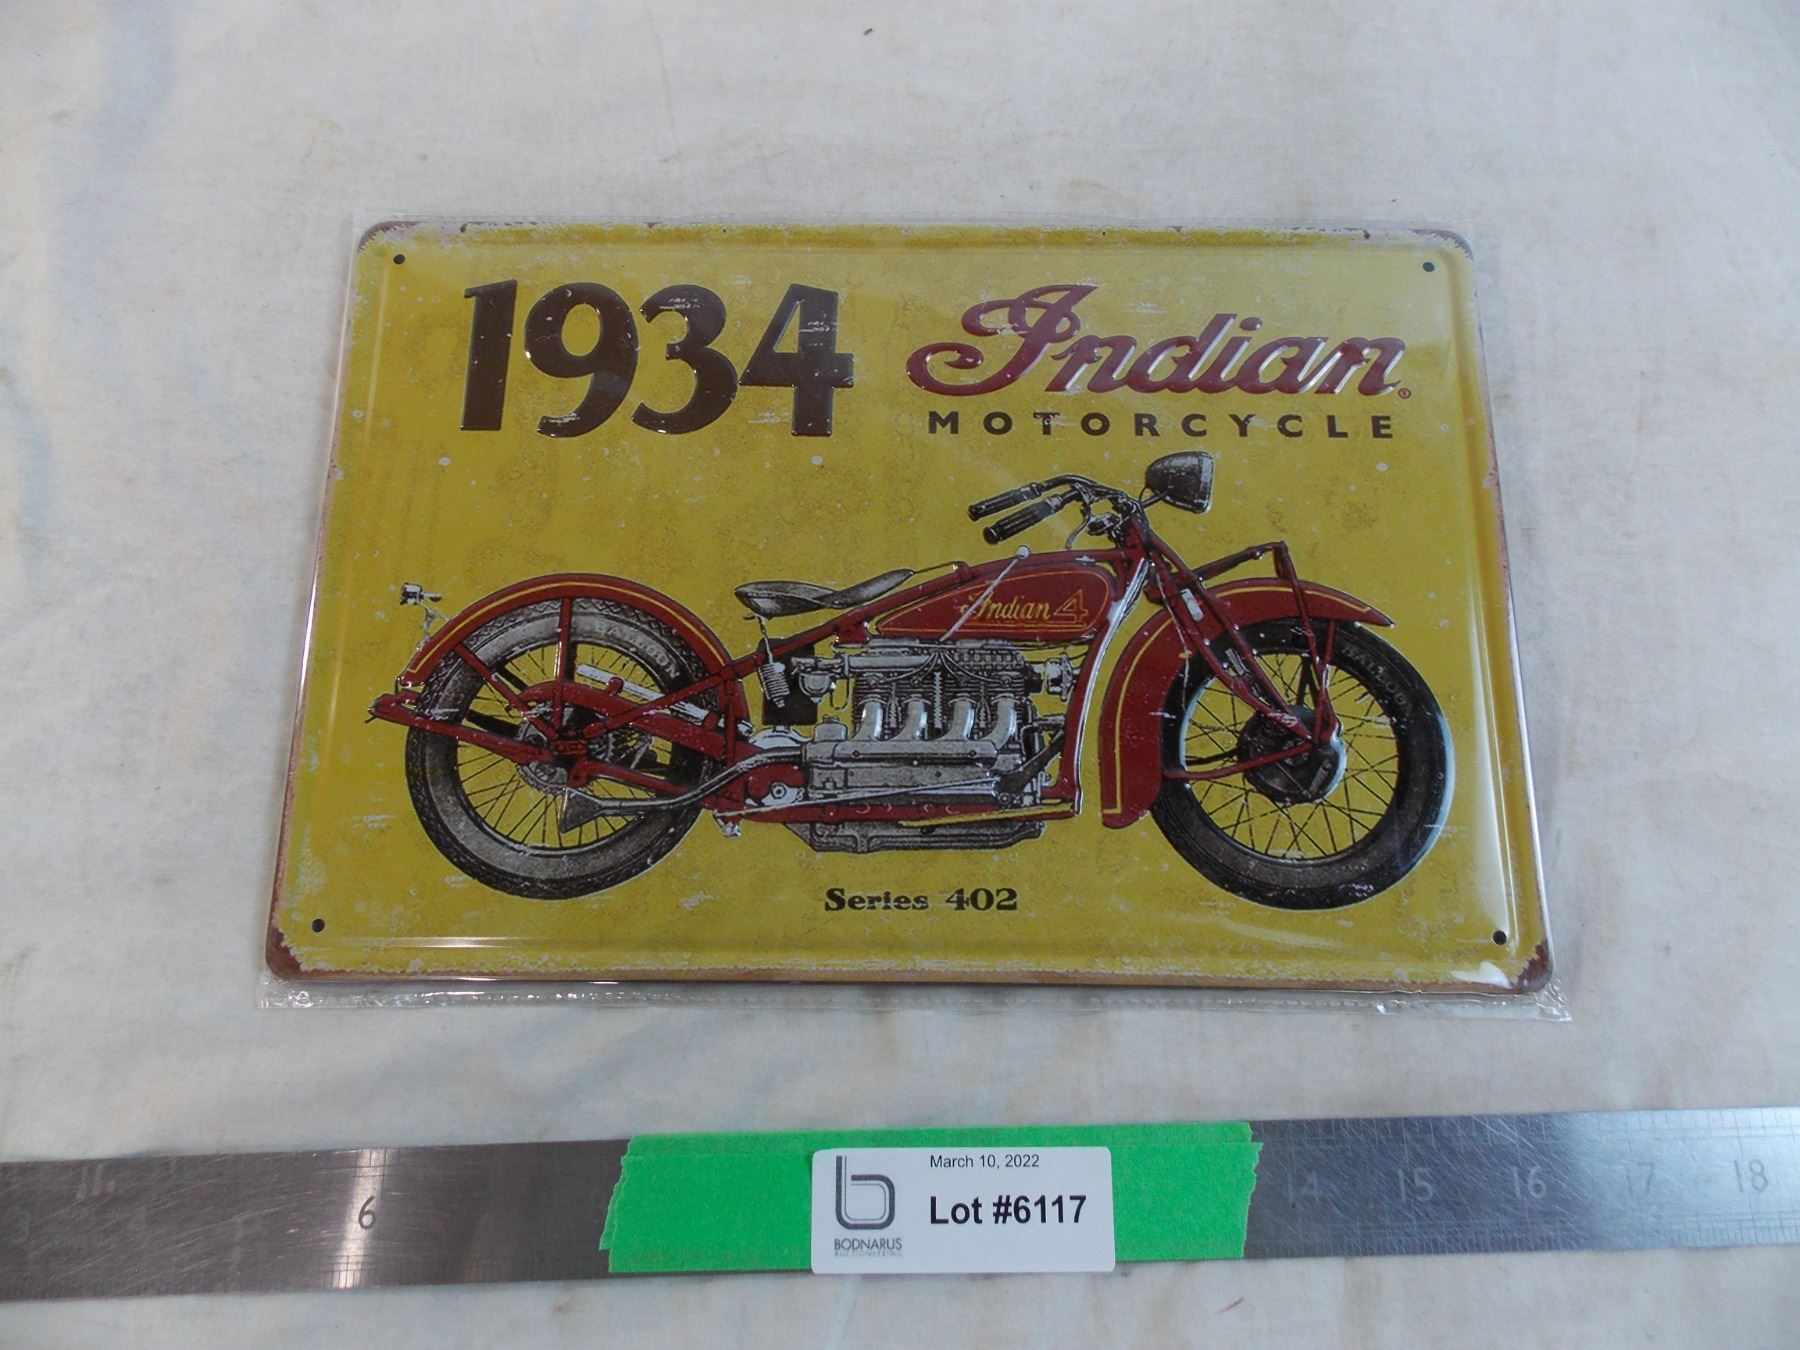 1934 Indian®
MOTORCYCLE
Indian 4
Series 402
March 10, 2022
Lot #6117
BODNARUS
AUCTIONEERING
6 14 15 16 17 18